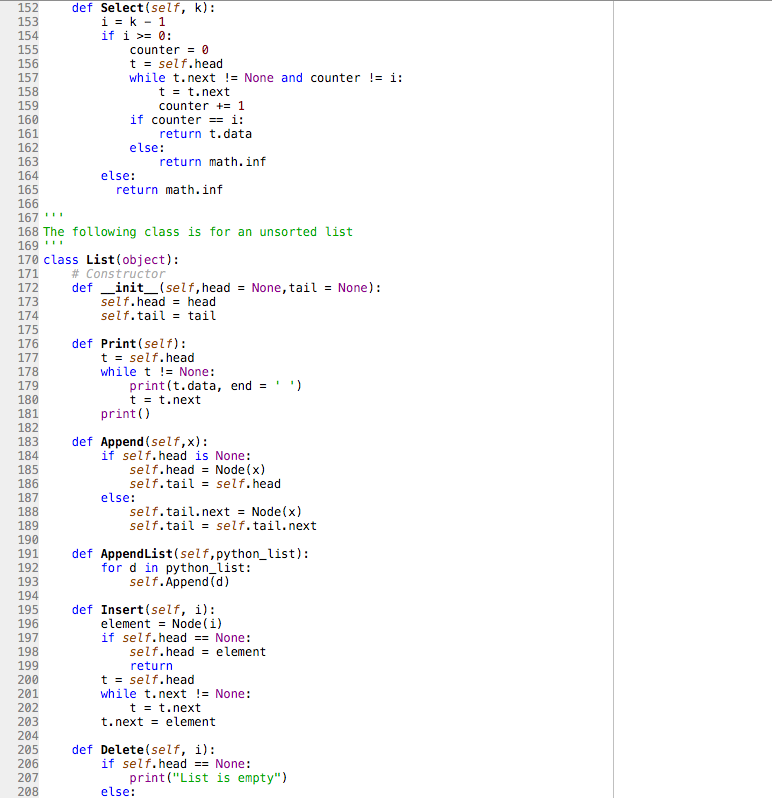 152     def Select(self, k):
153         i = k - 1
154         if i >= 0:
155             counter = 0
156             t = self.head
157             while t.next != None and counter != i:
158                 t = t.next
159                 counter += 1
160             if counter == i:
161                 return t.data
162             else:
163                 return math.inf
164         else:
165           return math.inf
166
167 '''
168 The following class is for an unsorted list
169 '''
170 class List(object):
171     # Constructor
172     def __init__(self,head = None,tail = None):
173         self.head = head
174         self.tail = tail
175
176     def Print(self):
177         t = self.head
178         while t != None:
179             print(t.data, end = ' ')
180             t = t.next
181         print()
182
183     def Append(self,x):
184         if self.head is None:
185             self.head = Node(x)
186             self.tail = self.head
187         else:
188             self.tail.next = Node(x)
189             self.tail = self.tail.next
190
191     def AppendList(self,python_list):
192         for d in python_list:
193             self.Append(d)
194
195     def Insert(self, i):
196         element = Node(i)
197         if self.head == None:
198             self.head = element
199             return
200         t = self.head
201         while t.next != None:
202             t = t.next
203         t.next = element
204
205     def Delete(self, i):
206         if self.head == None:
207             print("List is empty")
208         else: